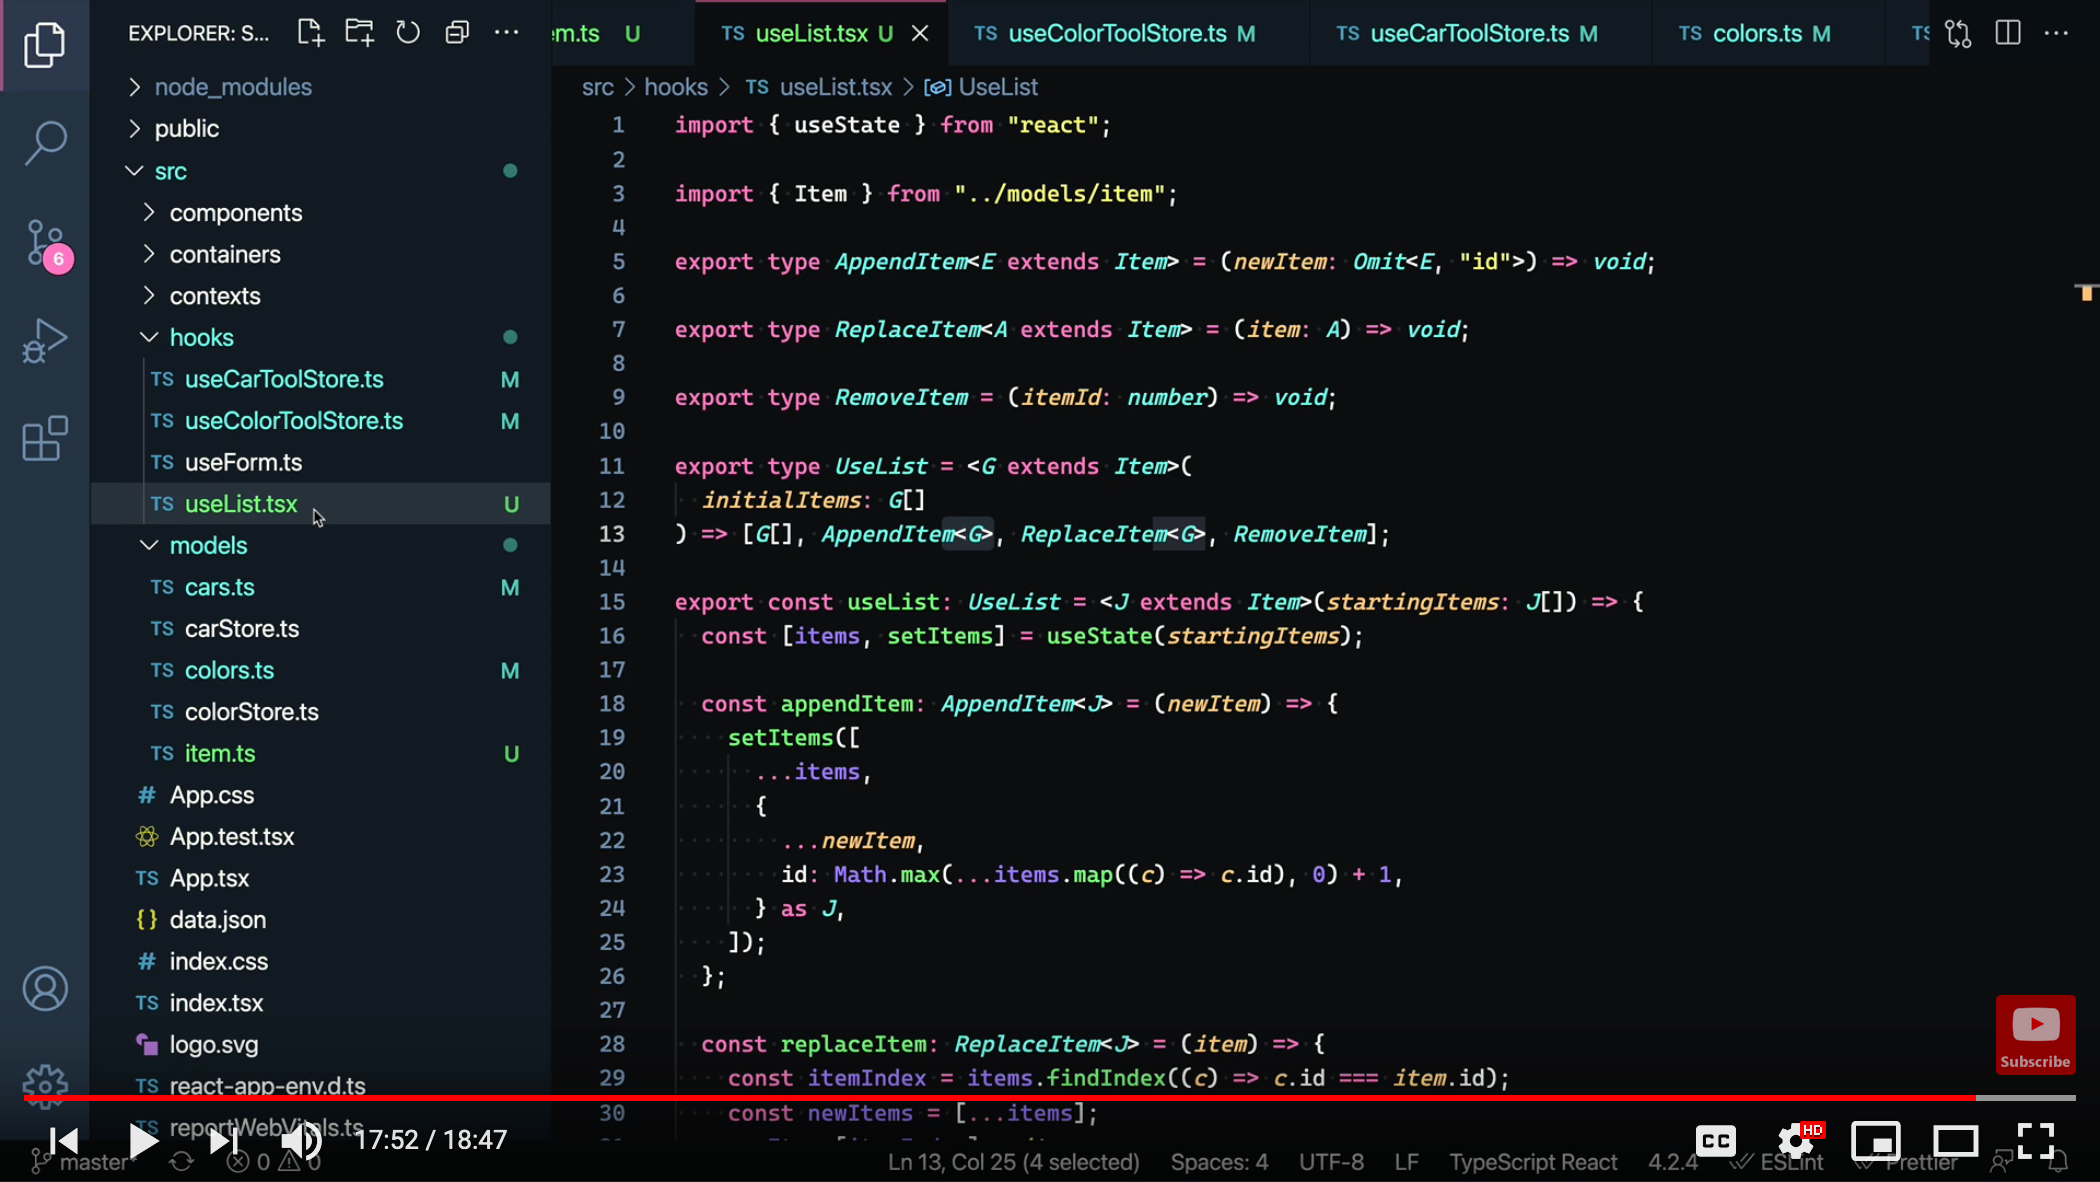 EXPLORER: S...
node_modules
public
src
components
containers
contexts
hooks
TS useCarToolStore.ts M
TS useColorToolStore.ts M
TS useForm.ts
TS useList.tsx U
models
TS cars.ts M
TS carStore.ts
TS colors.ts M
TS colorStore.ts
TS item.ts U
# App.css
App.test.tsx
TS App.tsx
{} data.json
# index.css
TS index.tsx
logo.svg
TS react-app-env.d.ts
TS reportWebVitals.ts
6
em.ts U
TS useList.tsx U
TS useColorToolStore.ts M
TS useCarToolStore.ts M
TS colors.ts M
src > hooks > TS useList.tsx > UseList
1 import { useState } from "react";
2
3 import { Item } from "../models/item";
4
5 export type AppendItem<E extends Item> = (newItem: Omit<E, "id">) => void;
6
7 export type ReplaceItem<A extends Item> = (item: A) => void;
8
9 export type RemoveItem = (itemId: number) => void;
10
11 export type UseList = <G extends Item>(
12 initialItems: G[]
13 ) => [G[], AppendItem<G>, ReplaceItem<G>, RemoveItem];
14
15 export const useList: UseList = <J extends Item>(startingItems: J[]) => {
16 const [items, setItems] = useState(startingItems);
17
18 const appendItem: AppendItem<J> = (newItem) => {
19 setItems([
20 ...items,
21 {
22 ...newItem,
23 id: Math.max(...items.map((c) => c.id), 0) + 1,
24 } as J,
25 ]);
26 };
27
28 const replaceItem: ReplaceItem<J> = (item) => {
29 const itemIndex = items.findIndex((c) => c.id === item.id);
30 const newItems = [...items];
Subscribe
17:52 / 18:47
CC
HD
master*
0
0
Ln 13, Col 25 (4 selected)
Spaces: 4
UTF-8
LF
TypeScript React
4.2.4
ESLint
Prettier